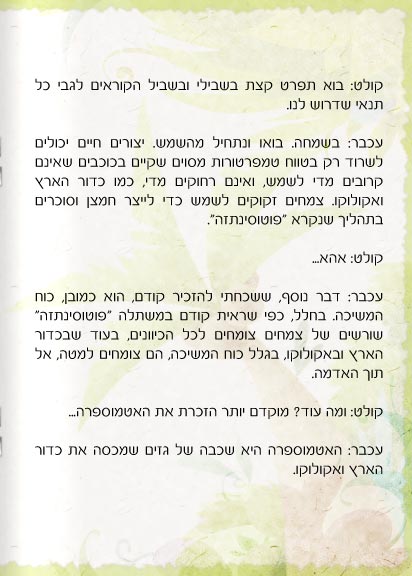 קולט: בוא תפרט קצת בשבילי ובשביל הקוראים לגבי כל
תנאי שדרוש לנו.
עכבר: בשמחה. בואו ונתחיל מהשמש. יצורים חיים יכולים
לשרוד רק בטווח טמפרטורות מסוים שקיים בכוכבים שאינם
קרובים מדי לשמש, ואינם רחוקים מדי, כמו כדור הארץ
ואקולוקו. צמחים זקוקים לשמש כדי לייצר חמצן וסוכרים
בתהליך שנקרא "פוטוסינתזה".
קולט: אהא...
עכבר: דבר נוסף, ששכחתי להזכיר קודם, הוא כמובן, כוח
המשיכה. בחלל, כפי שראית קודם במשתלה "פוטוסינתזה"
שורשים של צמחים צומחים לכל הכיוונים, בעוד שבכדור
הארץ ובאקולוקו, בגלל כוח המשיכה, הם צומחים למטה, אל
תוך האדמה.
קולט: ומה עוד? מוקדם יותר הזכרת את האטמוספרה...
עכבר: האטמוספרה היא שכבה של גזים שמכסה את כדור
הארץ ואקולוקו.